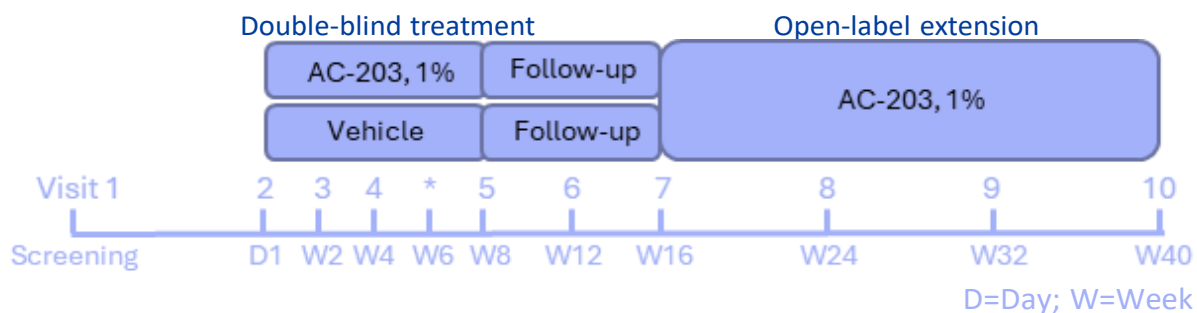 Double-blind treatment Open-label extension
AC-203, 1% Follow-up
AC-203, 1%
Vehicle Follow-up
Visit 1 2 3 4 * 5 6 7 8 9 10
Screening D1 W2 W4 W6 W8 W12 W16 W24 W32 W40
D=Day; W=Week